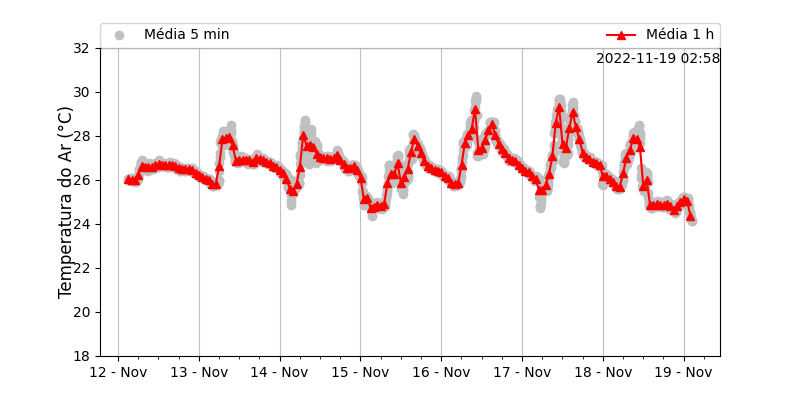 Média 5 min
Média 1 h
2022-11-19 02:58
Temperatura do Ar (°C)
32
30
28
26
24
22
20
18
12 - Nov
13 - Nov
14 - Nov
15 - Nov
16 - Nov
17 - Nov
18 - Nov
19 - Nov